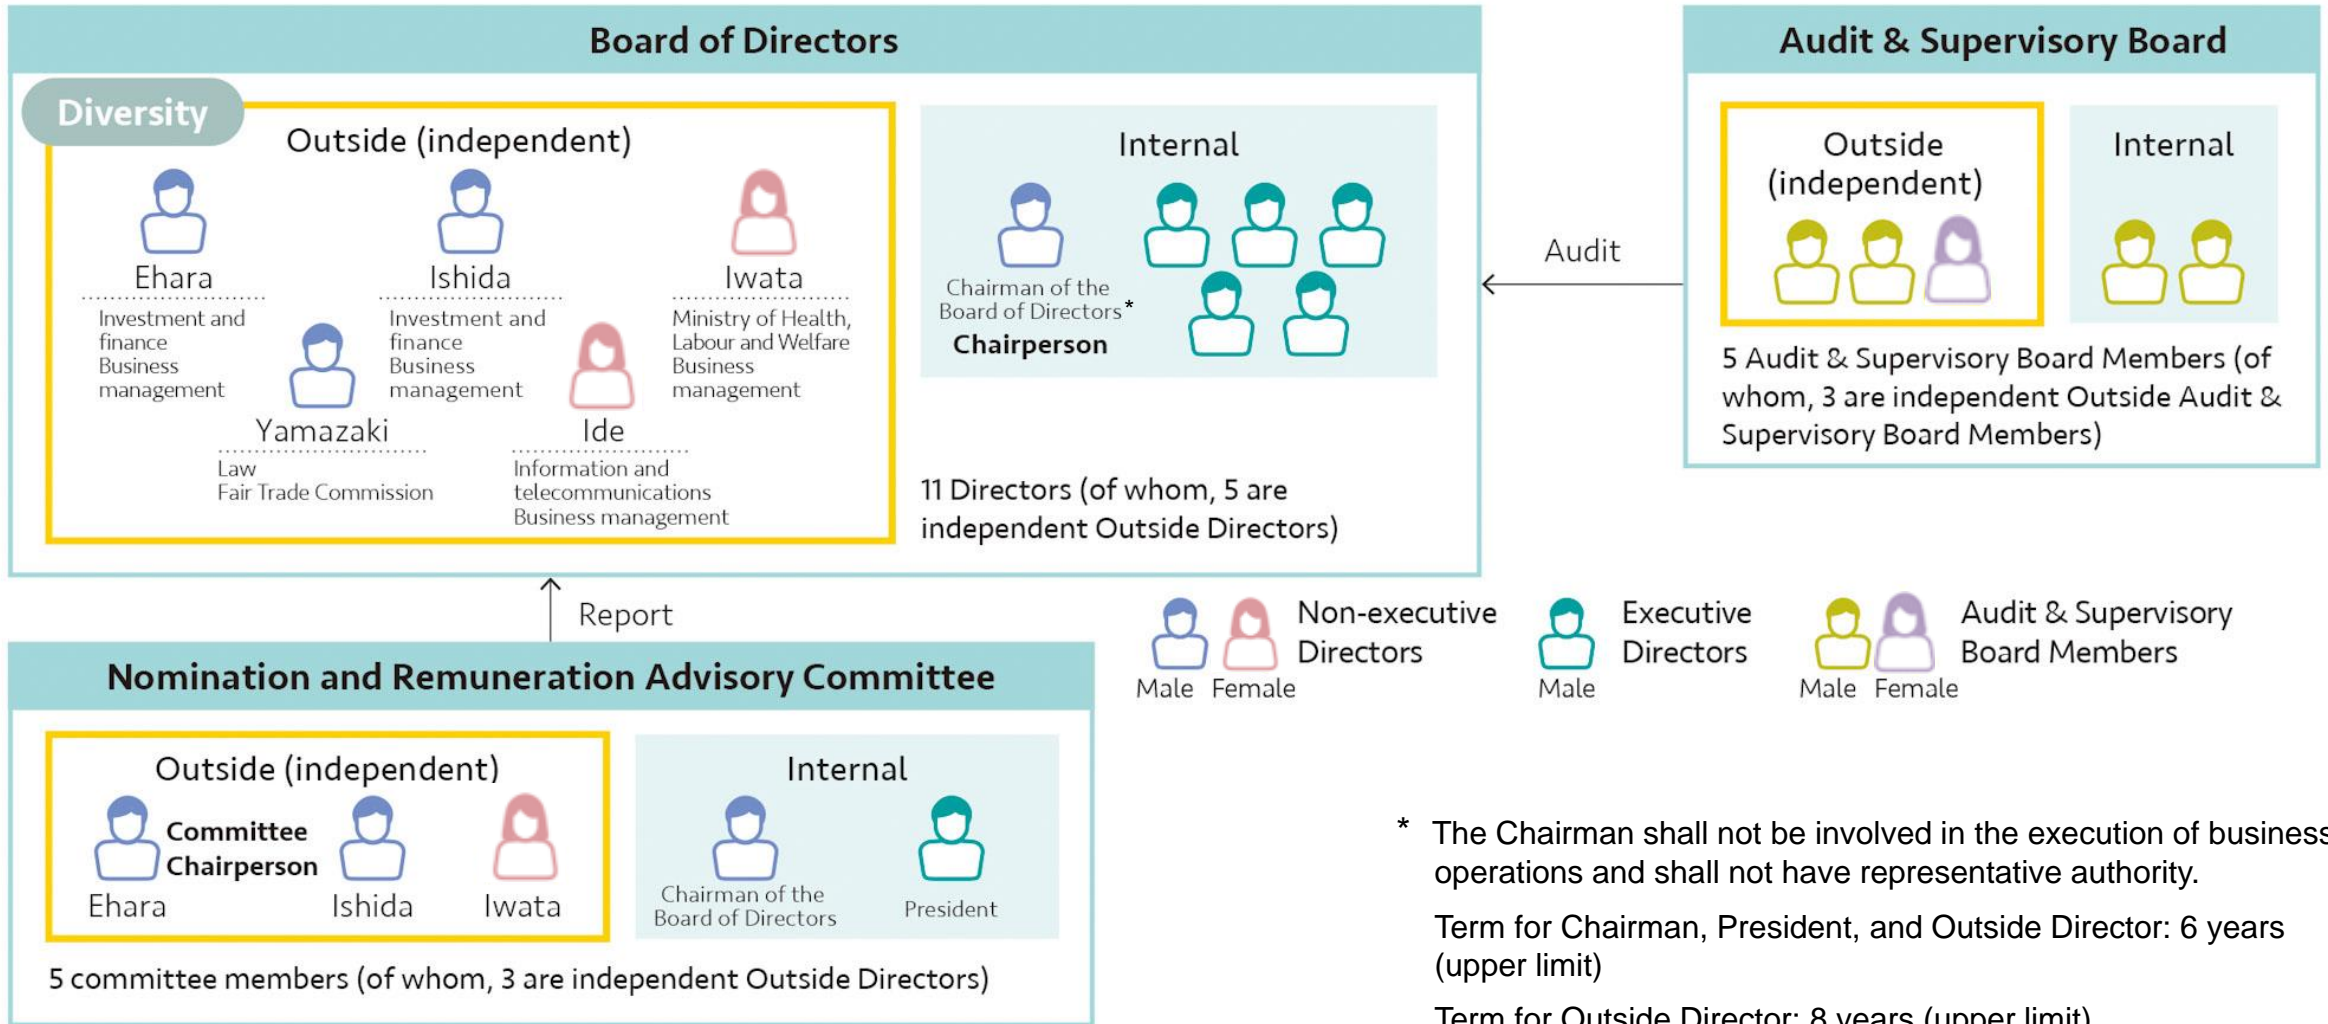 Board of Directors
Diversity
Outside (independent)
Ehara
Investment and
finance
Business
management
Ishida
Investment and
finance
Business
management
Iwata
Ministry of Health,
Labour and Welfare
Business
management
Yamazaki
Law
Fair Trade Commission
Ide
Information and
telecommunications
Business management
Internal
Chairman of the
Board of Directors*
Chairperson
11 Directors (of whom, 5 are
independent Outside Directors)
Audit
Audit & Supervisory Board
Outside
(independent)
Internal
5 Audit & Supervisory Board Members (of
whom, 3 are independent Outside Audit &
Supervisory Board Members)
Report
Nomination and Remuneration Advisory Committee
Outside (independent)
Committee
Chairperson
Ehara
Ishida
Iwata
Internal
Chairman of the
Board of Directors
President
5 committee members (of whom, 3 are independent Outside Directors)
Non-executive
Directors
Male Female
Executive
Directors
Male
Audit & Supervisory
Board Members
Male Female
* The Chairman shall not be involved in the execution of business
operations and shall not have representative authority.
Term for Chairman, President, and Outside Director: 6 years
(upper limit)
Term for Outside Director: 8 years (upper limit)